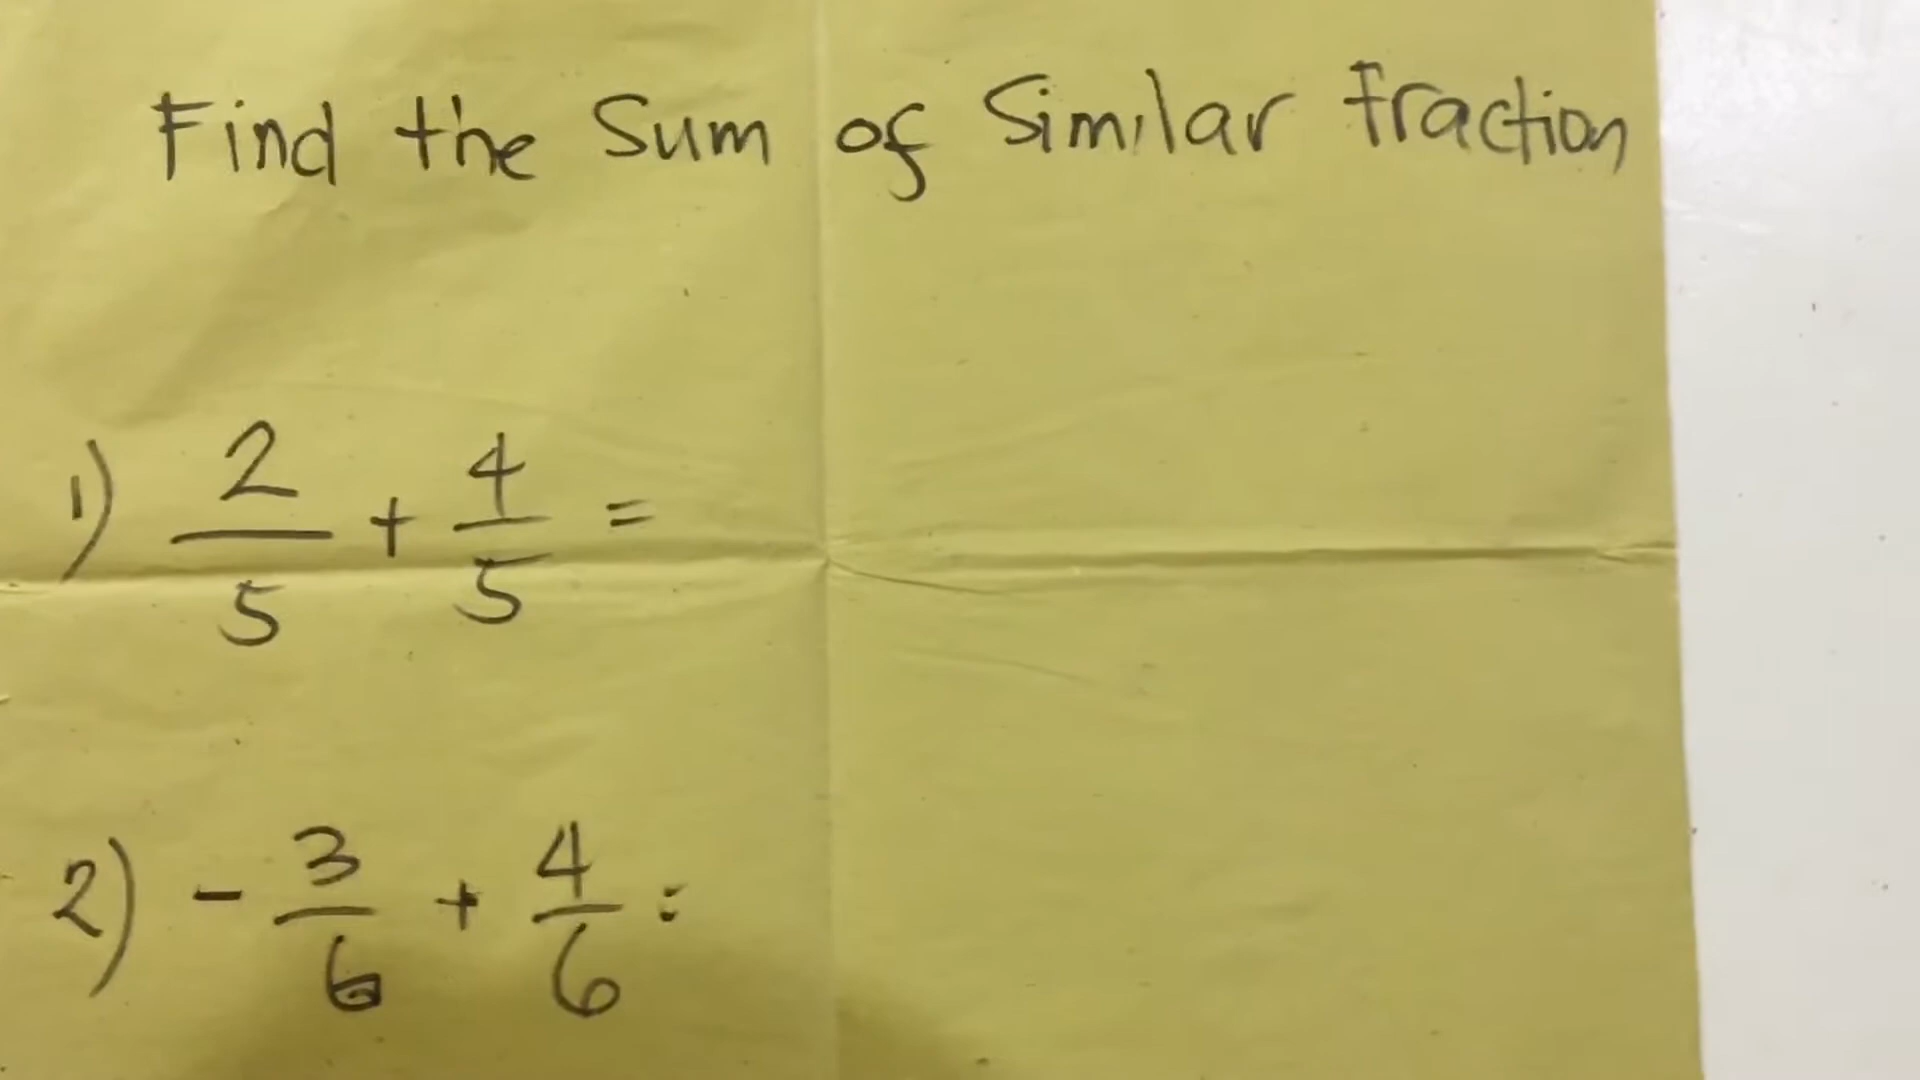 Find the Sum of Similar Fraction
1) 2/5 + 4/5 =
2) - 3/6 + 4/6 =